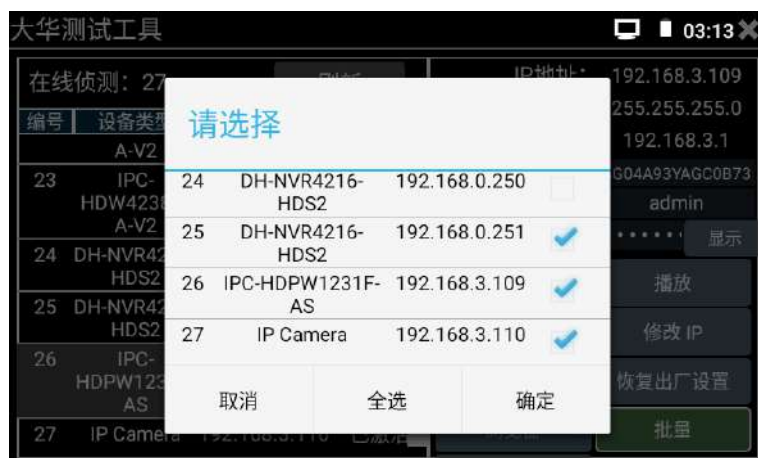 大华测试工具
03:13
在线侦测：27
编号
设备类型
A-V2
23
IPC-
HDW4238
A-V2
24
DH-NVR42
HDS2
25
DH-NVR42
HDS2
26
IPC-
HDPW123
AS
27
IP Camera
请选择
24 DH-NVR4216- 192.168.0.250
HDS2
25 DH-NVR4216- 192.168.0.251
HDS2
26 IPC-HDPW1231F- 192.168.3.109
AS
27 IP Camera 192.168.3.110
取消 全选 确定
IP地址：
192.168.3.109
255.255.255.0
192.168.3.1
G04A93YAGC0B73
admin
显示
播放
修改 IP
恢复出厂设置
批量